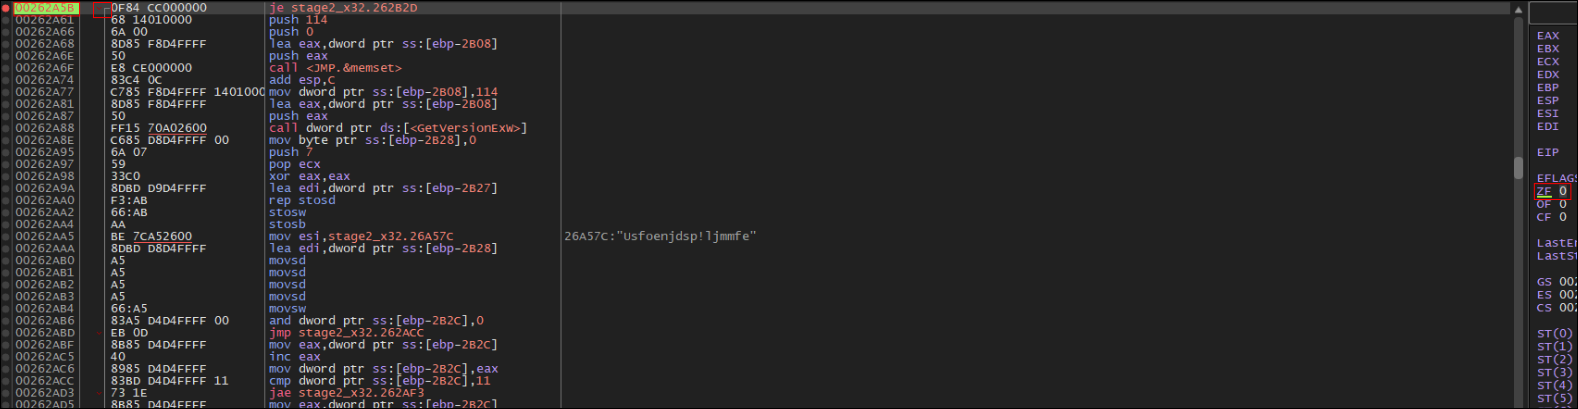 00262A5B 0F84 CC000000 je stage2_x32.262B2D
00262A61 68 14010000 push 114
00262A66 6A 00 push 0
00262A68 8D85 F8D4FFFF lea eax,dword ptr ss:[ebp-2B08]
00262A6E 50 push eax
00262A6F E8 CE000000 call <JMP.&memset>
00262A74 83C4 0C add esp,C
00262A77 C785 F8D4FFFF 1401000 mov dword ptr ss:[ebp-2B08],114
00262A81 8D85 F8D4FFFF lea eax,dword ptr ss:[ebp-2B08]
00262A87 50 push eax
00262A88 FF15 70A02600 call dword ptr ds:[<GetVersionExW>]
00262A8E C685 D8D4FFFF 00 mov byte ptr ss:[ebp-2B28],0
00262A95 6A 07 push 7
00262A97 59 pop ecx
00262A98 33C0 xor eax,eax
00262A9A 8DBD D9D4FFFF lea edi,dword ptr ss:[ebp-2B27]
00262AA0 F3:AB rep stosd
00262AA2 66:AB stosw
00262AA4 AA stosb
00262AA5 BE 7CA52600 mov esi,stage2_x32.26A57C 26A57C:"Usfoenjdsp!ljmmfe"
00262AAA 8DBD D8D4FFFF lea edi,dword ptr ss:[ebp-2B28]
00262AB0 A5 movsd
00262AB1 A5 movsd
00262AB2 A5 movsd
00262AB3 A5 movsd
00262AB4 66:A5 movsw
00262AB6 83A5 D4D4FFFF 00 and dword ptr ss:[ebp-2B2C],0
00262ABD EB 0D jmp stage2_x32.262ACC
00262ABF 8B85 D4D4FFFF mov eax,dword ptr ss:[ebp-2B2C]
00262AC5 40 inc eax
00262AC6 8985 D4D4FFFF mov dword ptr ss:[ebp-2B2C],eax
00262ACC 83BD D4D4FFFF 11 cmp dword ptr ss:[ebp-2B2C],11
00262AD3 73 1E jae stage2_x32.262AF3
00262AD5 8B85 D4D4FFFF mov eax,dword ptr ss:[ebp-2B2C]
EAX
EBX
ECX
EDX
EBP
ESP
ESI
EDI
EIP
EFLAGS
ZF 0
OF 0
CF 0
LastEr
LastSt
GS 002
ES 002
CS 002
ST(0)
ST(1)
ST(2)
ST(3)
ST(4)
ST(5)